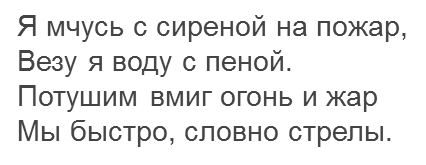 Я мчусь с сиреной на пожар,
Везу я воду с пеной.
Потушим вмиг огонь и жар
Мы быстро, словно стрелы.